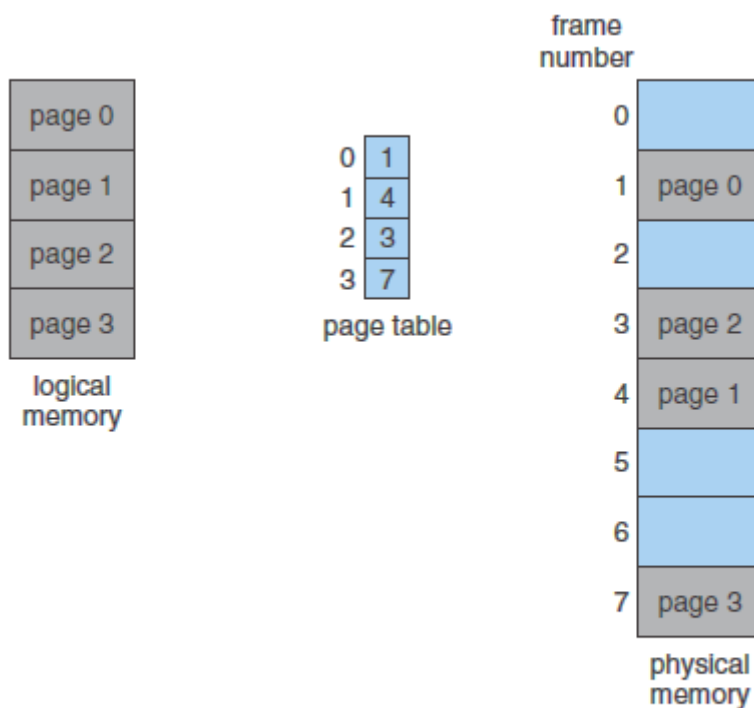 page 0
page 1
page 2
page 3
logical
memory
0 1
1 4
2 3
3 7
page table
frame
number
0
1 page 0
2
3 page 2
4 page 1
5
6
7 page 3
physical
memory